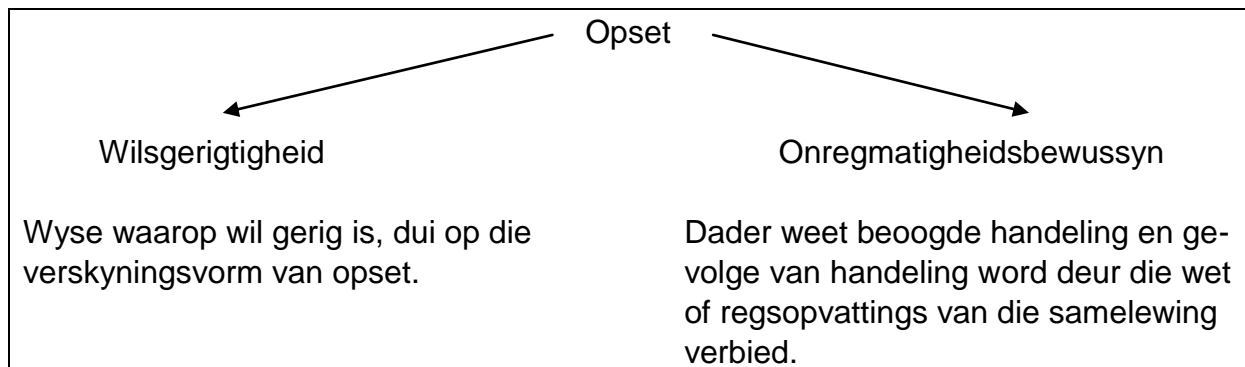 Opset
Wilsgerigtigheid
Wyse waarop wil gerig is, dui op die
verskyningsvorm van opset.
Onregmatigheidsbewussyn
Dader weet beoogde handeling en ge-
volge van handeling word deur die wet
of regsopvattings van die samelewing
verbied.